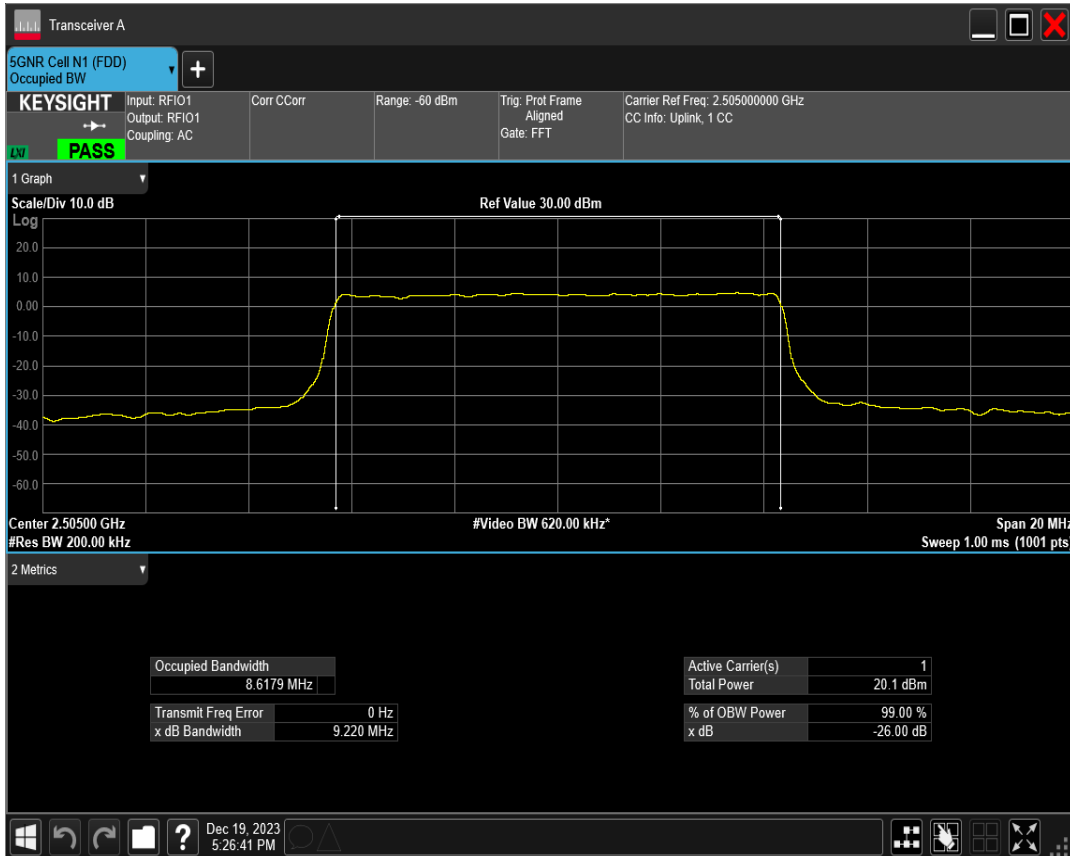 Transceiver A
5GNR Cell N1 (FDD)
Occupied BW
+
KEYSIGHT
LXI
PASS
Input: RFIO1
Output: RFIO1
Coupling: AC
Corr CCorr
Range: -60 dBm
Trig: Prot Frame
Aligned
Gate: FFT
Carrier Ref Freq: 2.505000000 GHz
CC Info: Uplink, 1 CC
1 Graph
Scale/Div 10.0 dB
Ref Value 30.00 dBm
Log
20.0
10.0
0.00
-10.0
-20.0
-30.0
-40.0
-50.0
-60.0
Center 2.50500 GHz
#Video BW 620.00 kHz*
Span 20 MHz
#Res BW 200.00 kHz
Sweep 1.00 ms (1001 pts)
2 Metrics
Occupied Bandwidth
8.6179 MHz
Transmit Freq Error 0 Hz
x dB Bandwidth 9.220 MHz
Active Carrier(s) 1
Total Power 20.1 dBm
% of OBW Power 99.00 %
x dB -26.00 dB
?
Dec 19, 2023
5:26:41 PM